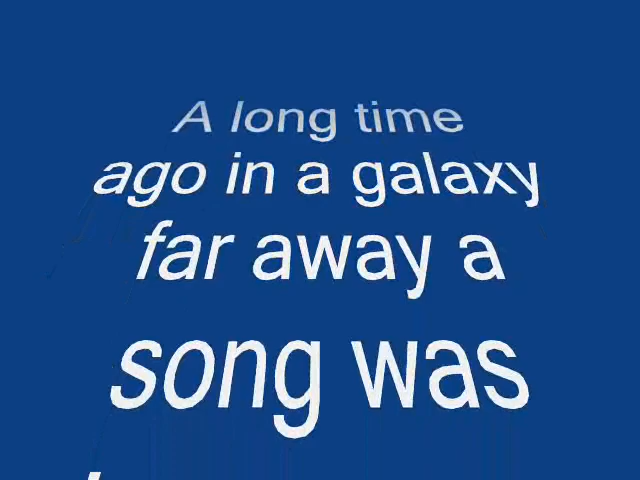 A long time
ago in a galaxy
far away a
song was